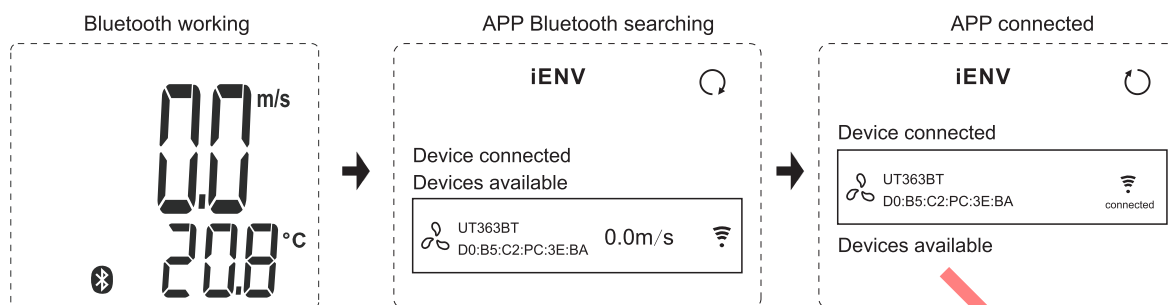 Bluetooth working
0.0 m/s
20.8 °C
APP Bluetooth searching
iENV
Device connected
Devices available
UT363BT
D0:B5:C2:PC:3E:BA
0.0m/s
APP connected
iENV
Device connected
UT363BT
D0:B5:C2:PC:3E:BA
connected
Devices available